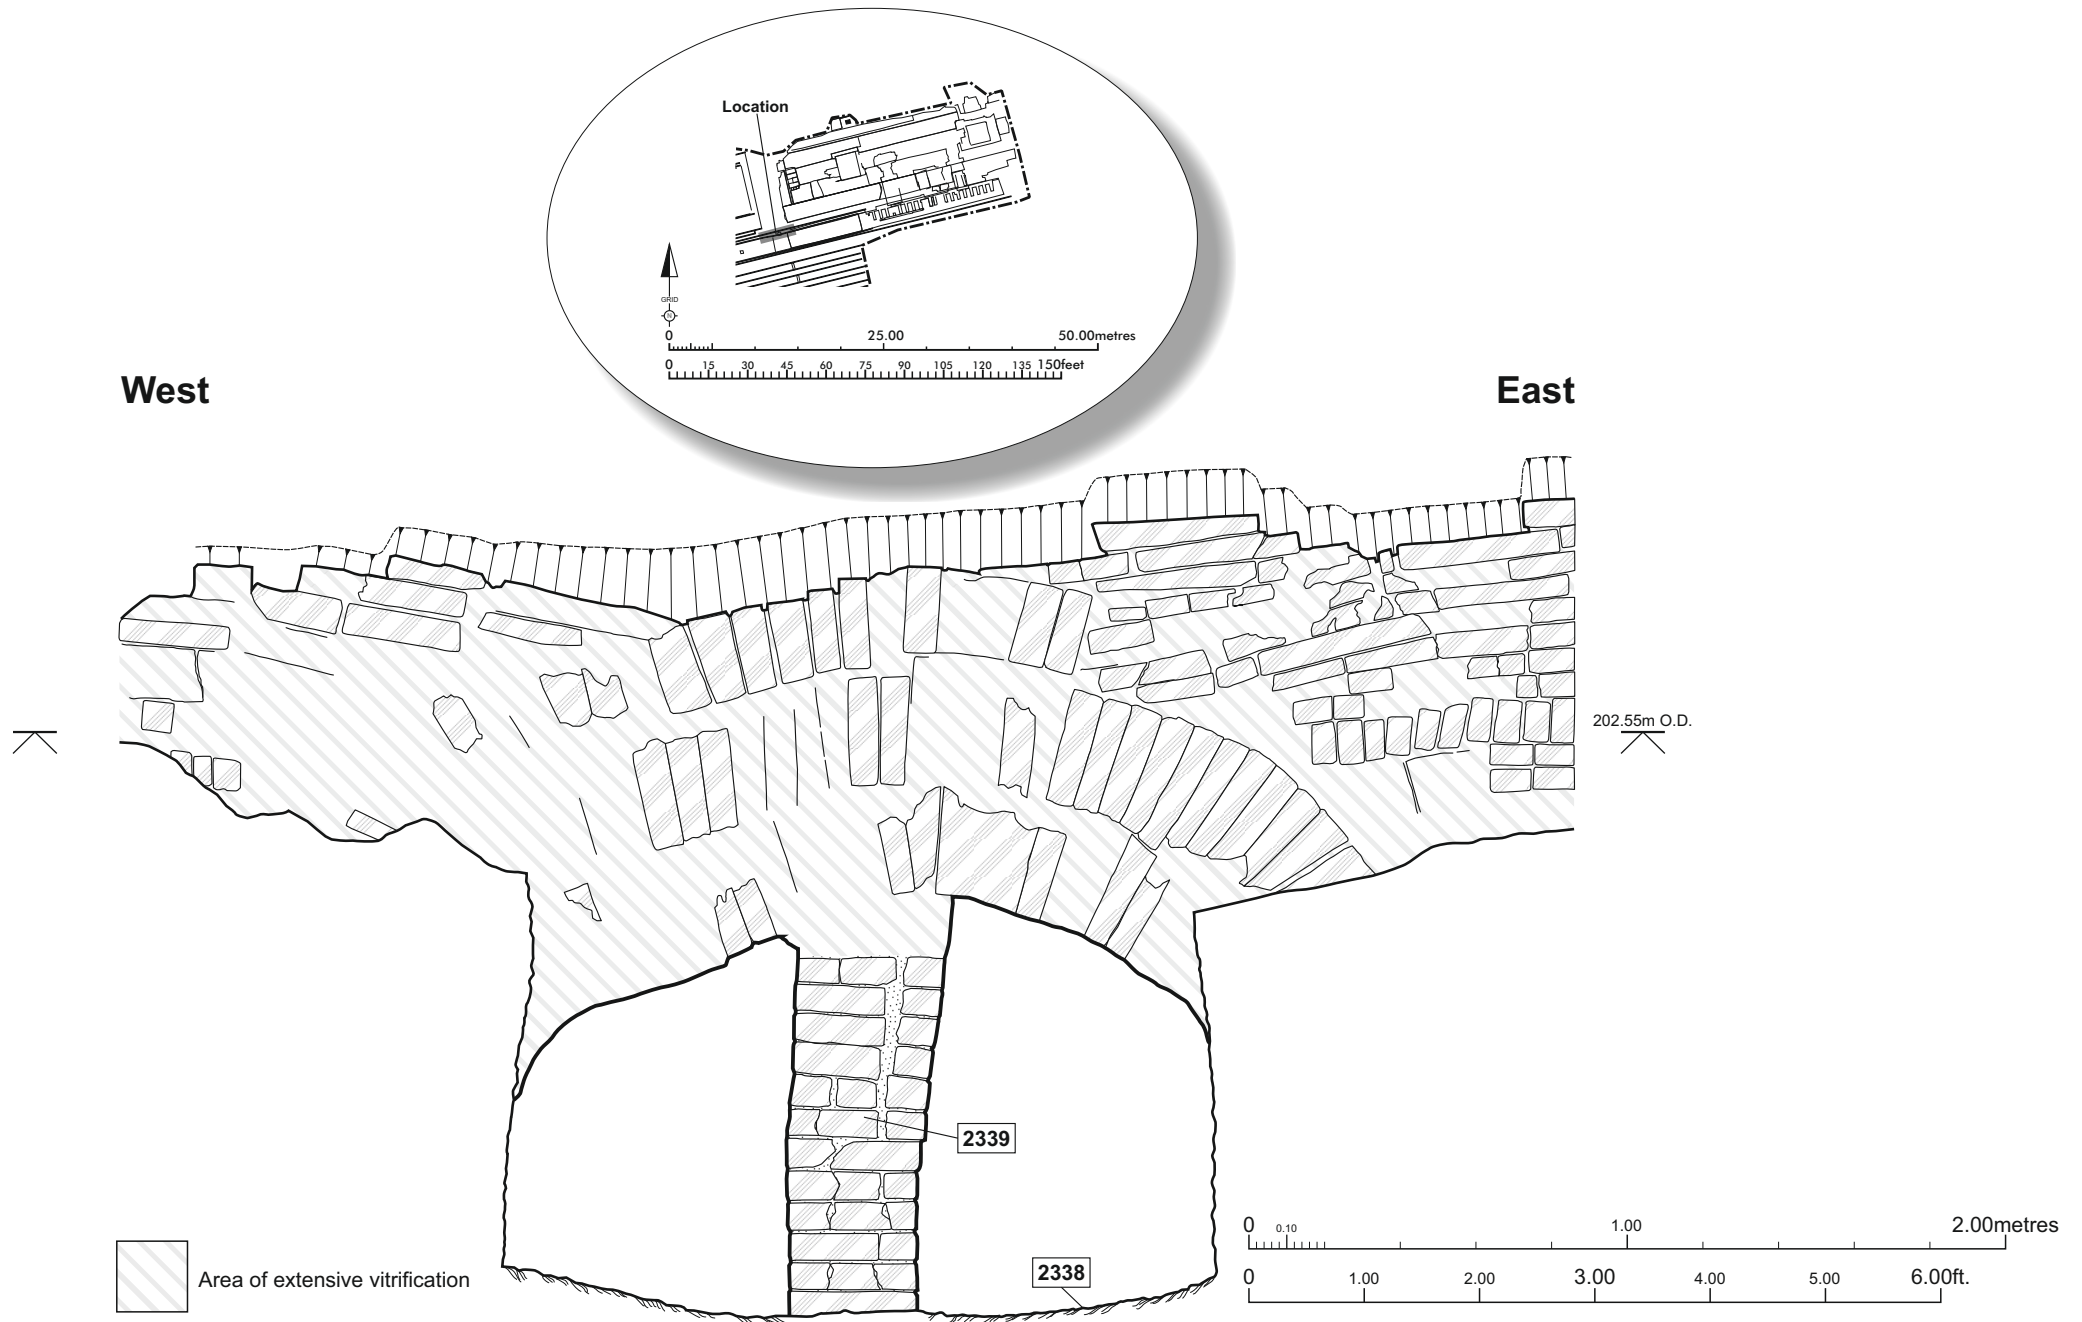 Location
GRID
N
0 25.00 50.00metres
0 15 30 45 60 75 90 105 120 135 150feet
West East
202.55m O.D.
2339
2338
Area of extensive vitrification
0 0.10 1.00 2.00metres
0 1.00 2.00 3.00 4.00 5.00 6.00ft.